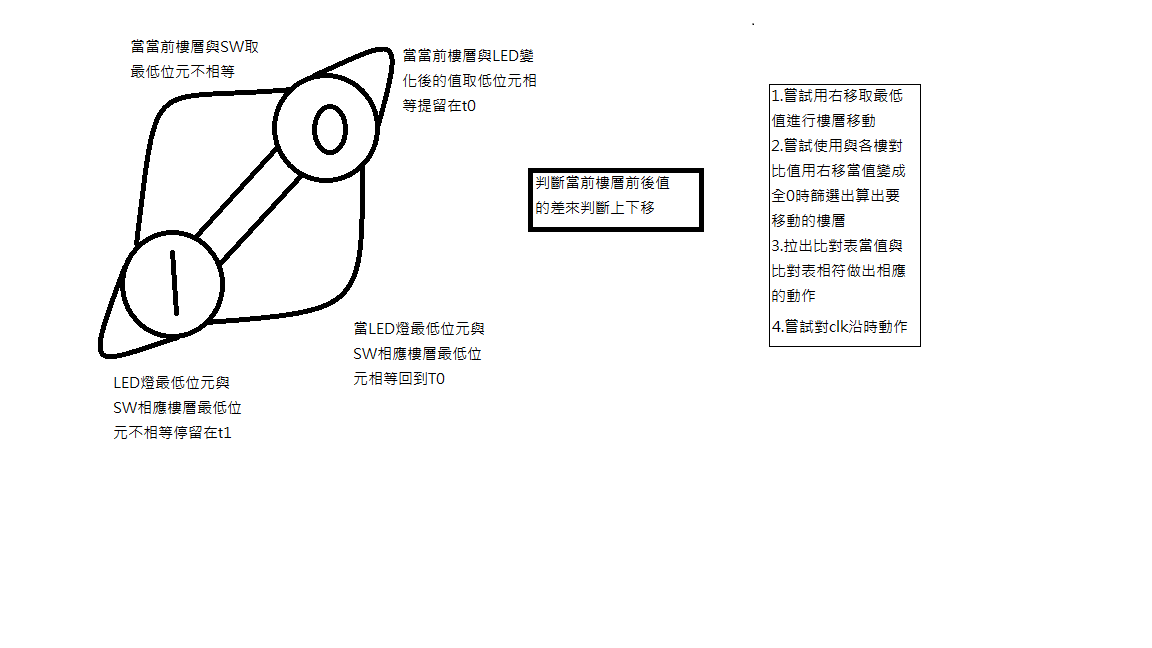 當當前樓層與SW取
最低位元不相等
當當前樓層與LED變
化後的值取低位元相
等提留在t0
0
1
當LED燈最低位元與
SW相應樓層最低位
元相等回到T0
LED燈最低位元與
SW相應樓層最低位
元不相等停留在t1
判斷當前樓層前後值
的差來判斷上下移
1.嘗試用右移取最低
值進行樓層移動
2.嘗試使用與各樓對
比值用右移當值變成
全0時篩選出算出要
移動的樓層
3.拉出比對表當值與
比對表相符做出相應
的動作
4.嘗試對clk沿時動作